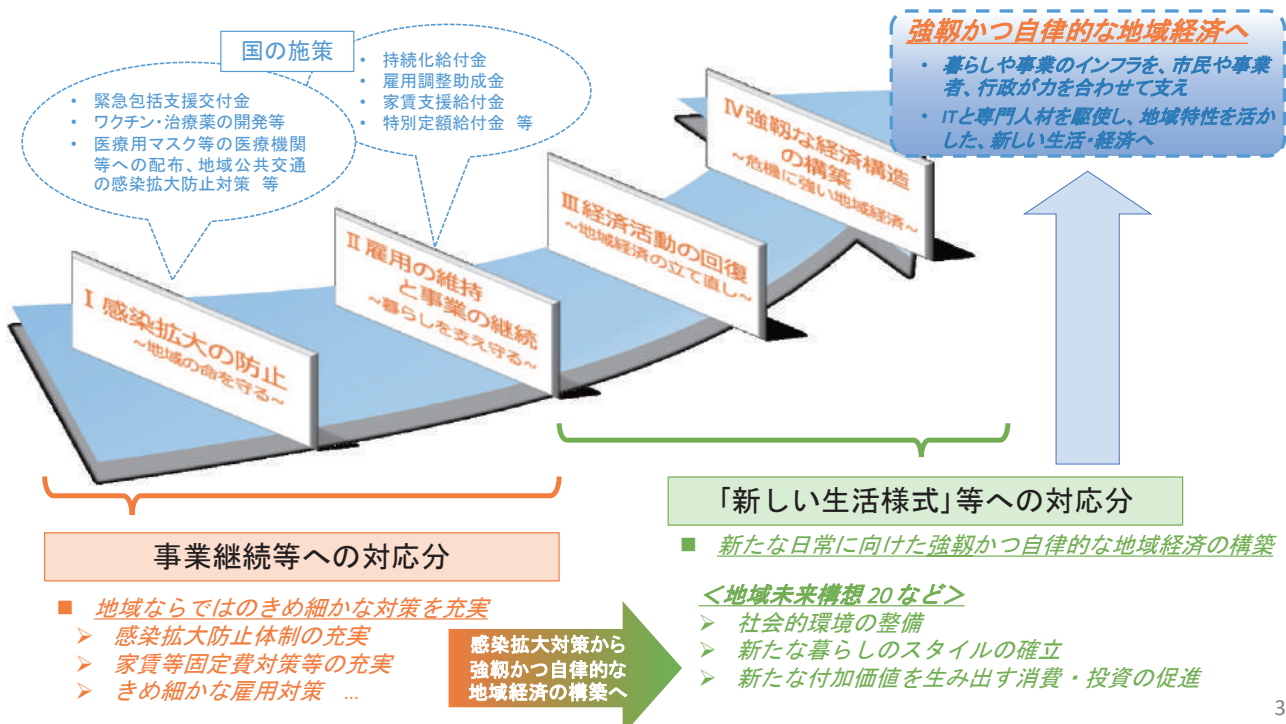 国の施策
・ 緊急包括支援交付金
・ ワクチン・治療薬の開発等
・ 医療用マスク等の医療機関
等への配布、地域公共交通
の感染拡大防止対策 等
・ 持続化給付金
・ 雇用調整助成金
・ 家賃支援給付金
・ 特別定額給付金 等
強靱かつ自律的な地域経済へ
・ 暮らしや事業のインフラを、市民や事業
者、行政が力を合わせて支え
・ ITと専門人材を駆使し、地域特性を活か
した、新しい生活・経済へ
Ⅰ 感染拡大の防止
~地域の命を守る~
Ⅱ 雇用の維持
と事業の継続
~暮らしを支え守る~
Ⅲ 経済活動の回復
~地域経済の立て直し~
Ⅳ 強靱な経済構造
の構築
~危機に強い地域経済~
事業継続等への対応分
■ 地域ならではのきめ細かな対策を充実
➢ 感染拡大防止体制の充実
➢ 家賃等固定費対策等の充実
➢ きめ細かな雇用対策 …
感染拡大対策から
強靱かつ自律的な
地域経済の構築へ
「新しい生活様式」等への対応分
■ 新たな日常に向けた強靱かつ自律的な地域経済の構築
＜地域未来構想 20 など＞
➢ 社会的環境の整備
➢ 新たな暮らしのスタイルの確立
➢ 新たな付加価値を生み出す消費・投資の促進
3